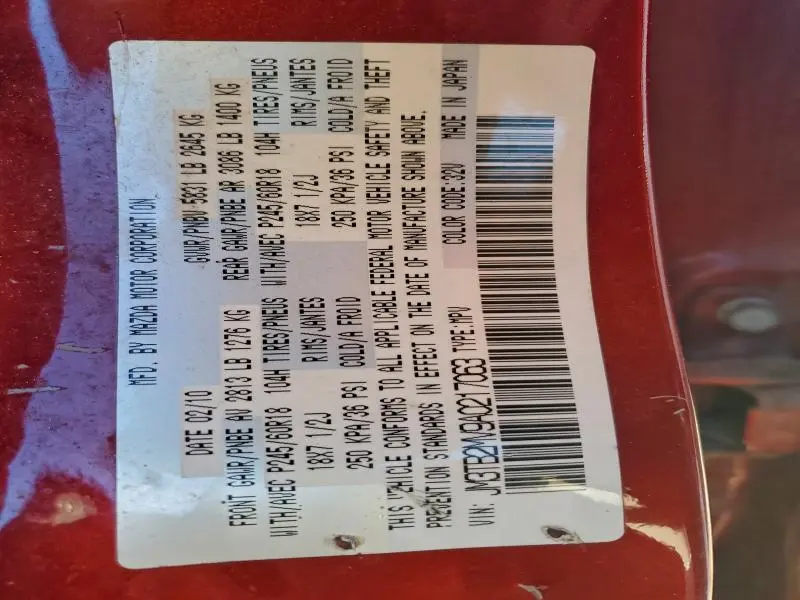 MFD. BY MAZDA MOTOR CORPORATION
DATE 02/10 GVWR/PNBV 5831 LB 2645 KG
FRONT GAWR/PNBE AV 2813 LB 1276 KG REAR GAWR/PNBE AR 3086 LB 1400 KG
WITH/AVEC P245/60R18 104H TIRES/PNEUS WITH/AVEC P245/60R18 104H TIRES/PNEUS
18X7 1/2J RIMS/JANTES 18X7 1/2J RIMS/JANTES
250 KPA/36 PSI COLD/A FROID 250 KPA/36 PSI COLD/A FROID
THIS VEHICLE CONFORMS TO ALL APPLICABLE FEDERAL MOTOR VEHICLE SAFETY AND THEFT
PREVENTION STANDARDS IN EFFECT ON THE DATE OF MANUFACTURE SHOWN ABOVE.
VIN: JM3TB2MV9A0217063 TYPE:MPV COLOR CODE:32V MADE IN JAPAN